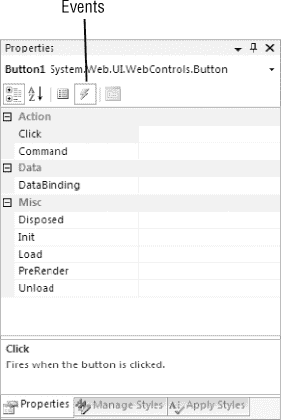 Events
Properties
Button1 System.Web.UI.WebControls.Button
A Z
Action
Click
Command
Data
DataBinding
Misc
Disposed
Init
Load
PreRender
Unload
Click
Fires when the button is clicked.
Properties Manage Styles Apply Styles